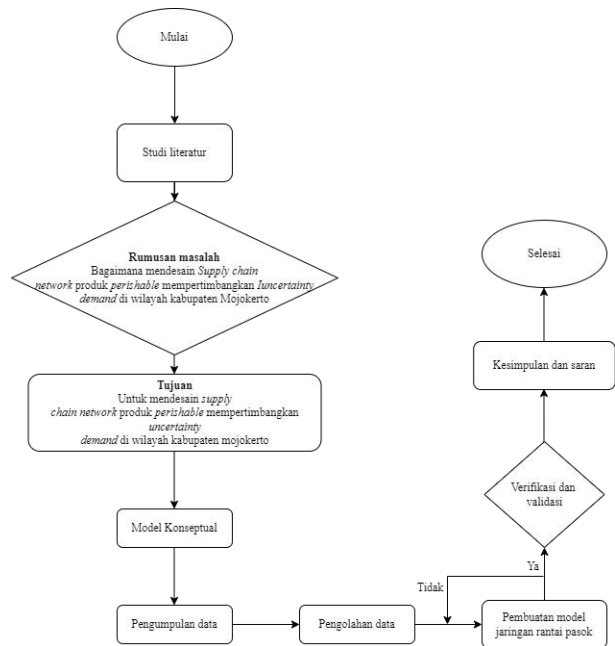 Mulai
Studi literatur
Rumusan masalah
Bagaimana mendesain Supply chain
network produk perishable mempertimbangkan Iuncertainty
demand di wilayah kabupaten Mojokerto
Tujuan
Untuk mendesain supply
chain network produk perishable mempertimbangkan
uncertainty
demand di wilayah kabupaten mojokerto
Model Konseptual
Pengumpulan data
Pengolahan data
Pembuatan model
jaringan rantai pasok
Tidak
Ya
Verifikasi dan
validasi
Kesimpulan dan saran
Selesai